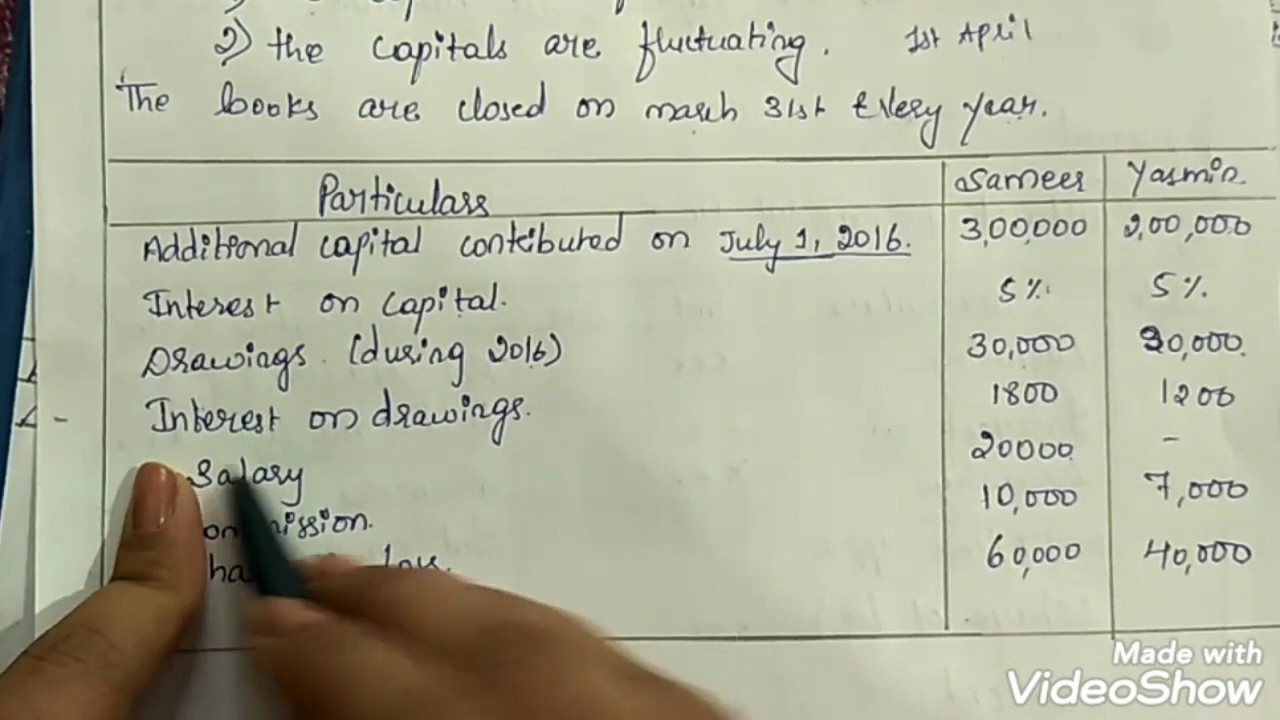 2) the capitals are fluctuating. 1st April
The books are closed on march 31st Every year.
Particulars Sameer Yasmin
Additional capital contributed on July 1, 2016. 3,00,000 2,00,000
Interest on capital. 5% 5%
Drawings. (during 2016) 30,000 20,000
Interest on drawings. 1800 1200
Salary 20000 -
onmission. 10,000 7,000
60,000 40,000
Made with
VideoShow